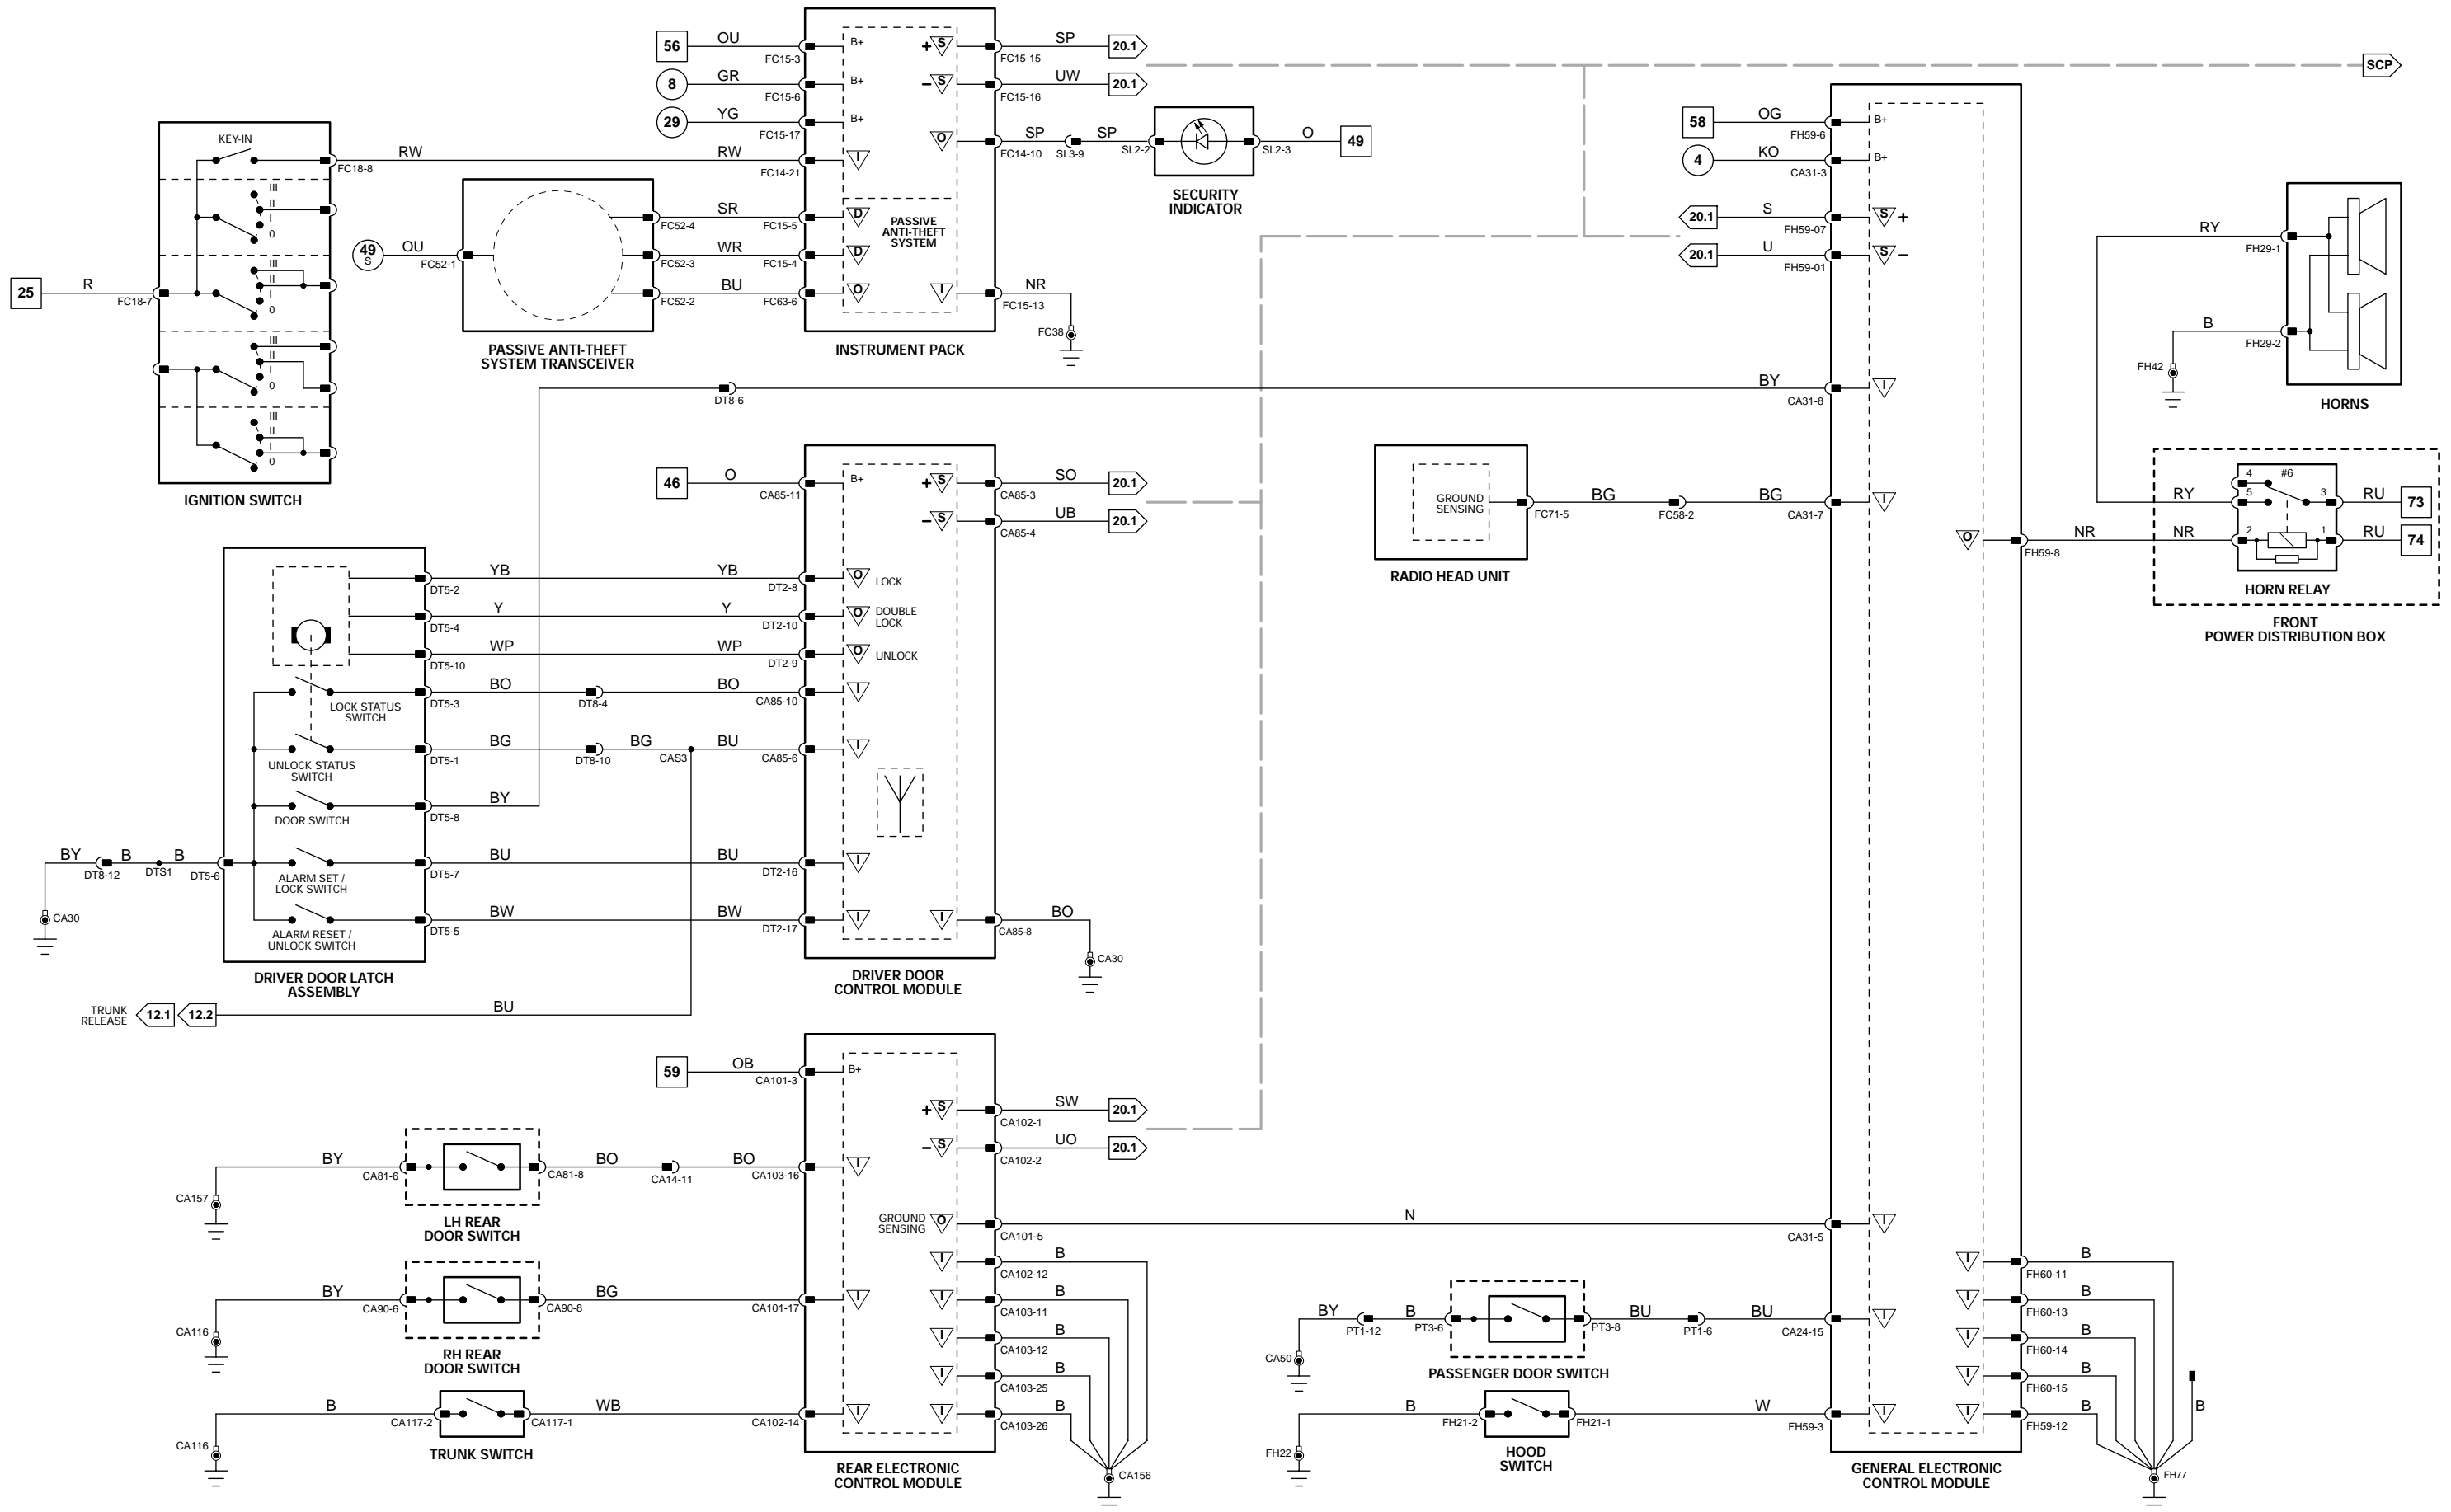 56
OU
FC15-3
B+
8
GR
FC15-6
B+
29
YG
FC15-17
B+
+ S
SP
FC15-15
20.1
– S
UW
FC15-16
20.1
O
SP
FC14-10
SL3-9
SP
SL2-2
SL2-3
O
49
SECURITY
INDICATOR
SCP
KEY-IN
FC18-8
RW
RW
FC14-21
I
III
II
I
0
III
II
I
0
III
II
I
0
III
II
I
0
25
R
FC18-7
IGNITION SWITCH
49
S
OU
FC52-1
FC52-4
SR
FC15-5
D
FC52-3
WR
FC15-4
D
FC52-2
BU
FC63-6
O
PASSIVE
ANTI-THEFT
SYSTEM
I
NR
FC15-13
FC38
PASSIVE ANTI-THEFT
SYSTEM TRANSCEIVER
INSTRUMENT PACK
58
OG
FH59-6
B+
4
KO
CA31-3
B+
20.1
S
FH59-07
S +
20.1
U
FH59-01
S –
RY
FH29-1
B
FH29-2
FH42
HORNS
DT8-6
BY
CA31-8
I
46
O
CA85-11
B+
+ S
SO
CA85-3
20.1
– S
UB
CA85-4
20.1
GROUND
SENSING
FC71-5
BG
FC58-2
BG
CA31-7
I
RADIO HEAD UNIT
O
FH59-8
NR
NR
RY
4
5
#6
3
2
1
RU
73
RU
74
HORN RELAY
FRONT
POWER DISTRIBUTION BOX
DT5-2
YB
YB
DT2-8
O
LOCK
DT5-4
Y
Y
DT2-10
O
DOUBLE
LOCK
DT5-10
WP
WP
DT2-9
O
UNLOCK
LOCK STATUS
SWITCH
DT5-3
BO
DT8-4
BO
CA85-10
I
UNLOCK STATUS
SWITCH
DT5-1
BG
DT8-10
BG
CAS3
BU
CA85-6
I
DOOR SWITCH
DT5-8
BY
BY
DT8-12
B
DTS1
B
DT5-6
CA30
ALARM SET /
LOCK SWITCH
DT5-7
BU
BU
DT2-16
I
ALARM RESET /
UNLOCK SWITCH
DT5-5
BW
BW
DT2-17
I
I
BO
CA85-8
CA30
DRIVER DOOR LATCH
ASSEMBLY
DRIVER DOOR
CONTROL MODULE
TRUNK
RELEASE
12.1
12.2
BU
59
OB
CA101-3
B+
+ S
SW
CA102-1
20.1
– S
UO
CA102-2
20.1
BY
CA81-6
CA157
CA81-8
BO
CA14-11
BO
CA103-16
I
LH REAR
DOOR SWITCH
GROUND
SENSING
O
CA101-5
N
CA31-5
I
BY
CA90-6
CA116
CA90-8
BG
CA101-17
I
RH REAR
DOOR SWITCH
B
CA117-2
CA116
CA117-1
WB
CA102-14
I
TRUNK SWITCH
I
B
CA102-12
I
B
CA103-11
I
B
CA103-12
I
B
CA103-25
I
B
CA103-26
CA156
REAR ELECTRONIC
CONTROL MODULE
BY
PT1-12
B
PT3-6
CA50
PT3-8
BU
PT1-6
BU
CA24-15
I
PASSENGER DOOR SWITCH
B
FH21-2
FH22
FH21-1
W
FH59-3
I
HOOD
SWITCH
I
B
FH60-11
I
B
FH60-13
I
B
FH60-14
I
B
FH60-15
I
B
FH59-12
B
FH77
GENERAL ELECTRONIC
CONTROL MODULE